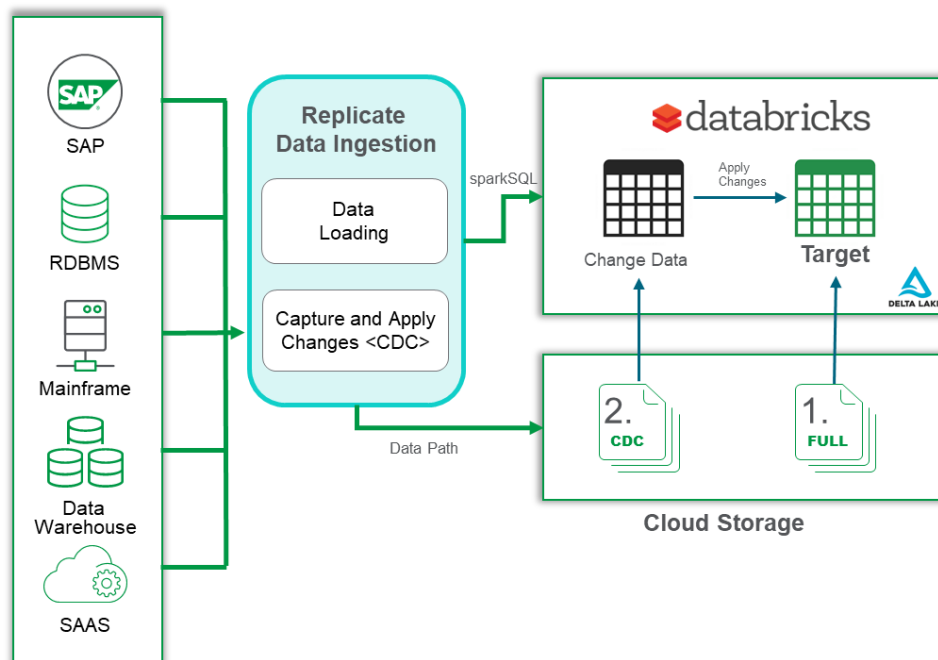 SAP
SAP
RDBMS
Mainframe
Data
Warehouse
SAAS
Replicate
Data Ingestion
Data
Loading
Capture and Apply
Changes <CDC>
sparkSQL
Data Path
databricks
Apply
Changes
Change Data
Target
DELTA LAKE
2.
CDC
1.
FULL
Cloud Storage